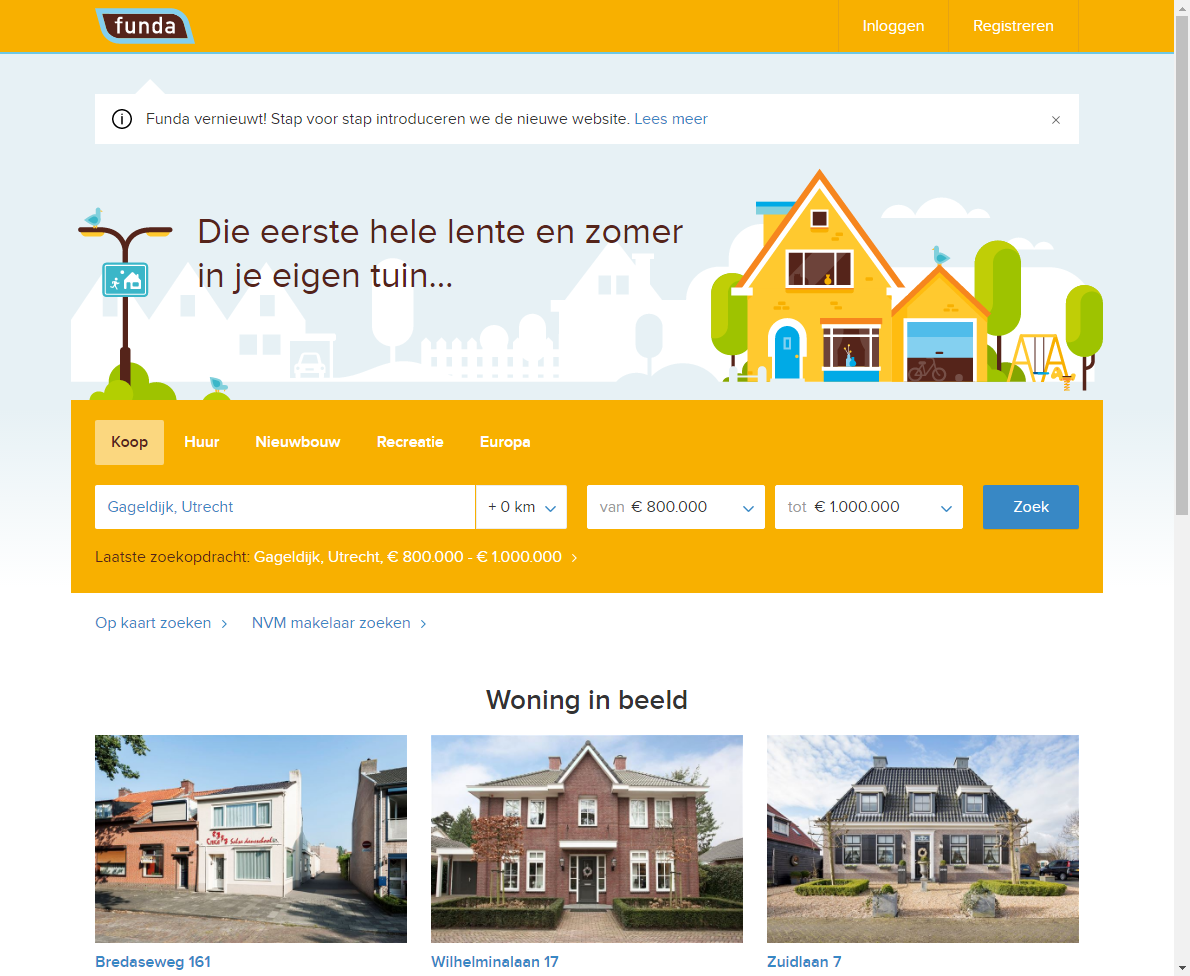 funda
Inloggen
Registreren
Funda vernieuwt! Stap voor stap introduceren we de nieuwe website. Lees meer
Die eerste hele lente en zomer
in je eigen tuin...
Koop
Huur
Nieuwbouw
Recreatie
Europa
Gageldijk, Utrecht
+ 0 km
van € 800.000
tot € 1.000.000
Zoek
Laatste zoekopdracht: Gageldijk, Utrecht, € 800.000 - € 1.000.000
Op kaart zoeken
NVM makelaar zoeken
Woning in beeld
Bredaseweg 161
Wilhelminalaan 17
Zuidlaan 7